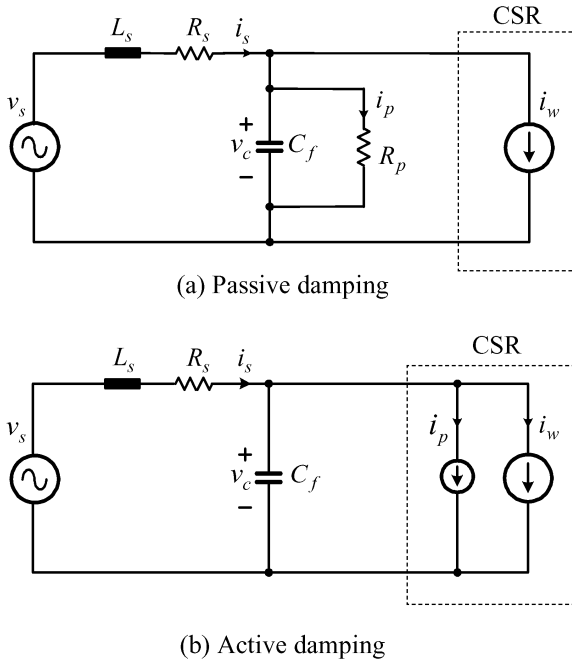 CSR
L_s
R_s
i_s
v_s
+
v_c
−
C_f
i_p
R_p
i_w
(a) Passive damping
CSR
L_s
R_s
i_s
v_s
+
v_c
−
C_f
i_p
i_w
(b) Active damping